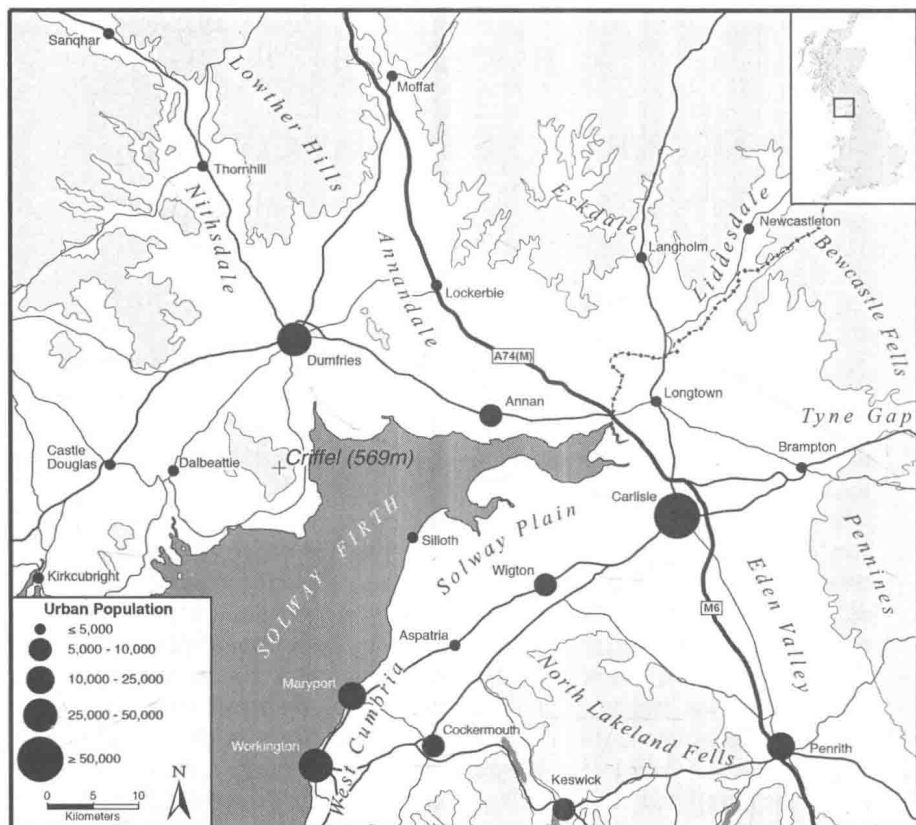 Sanqhar
Moffat
Lowther Hills
Thornhill
Nithsdale
Annandale
Eskdale
Langholm
Liddesdale
Newcastleton
Bewcastle Fells
Lockerbie
Dumfries
A74(M)
Annan
Longtown
Tyne Gap
Brampton
Castle
Douglas
Dalbeattie
Criffel (569m)
Carlisle
SOLWAY FIRTH
Silloth
Solway Plain
Wigton
Kirkcubright
Pennines
Eden Valley
M6
Aspatria
Maryport
West Cumbria
Workington
Cockermouth
North Lakeland Fells
Keswick
Penrith
Urban Population
≤ 5,000
5,000 - 10,000
10,000 - 25,000
25,000 - 50,000
≥ 50,000
N
0 5 10
Kilometers